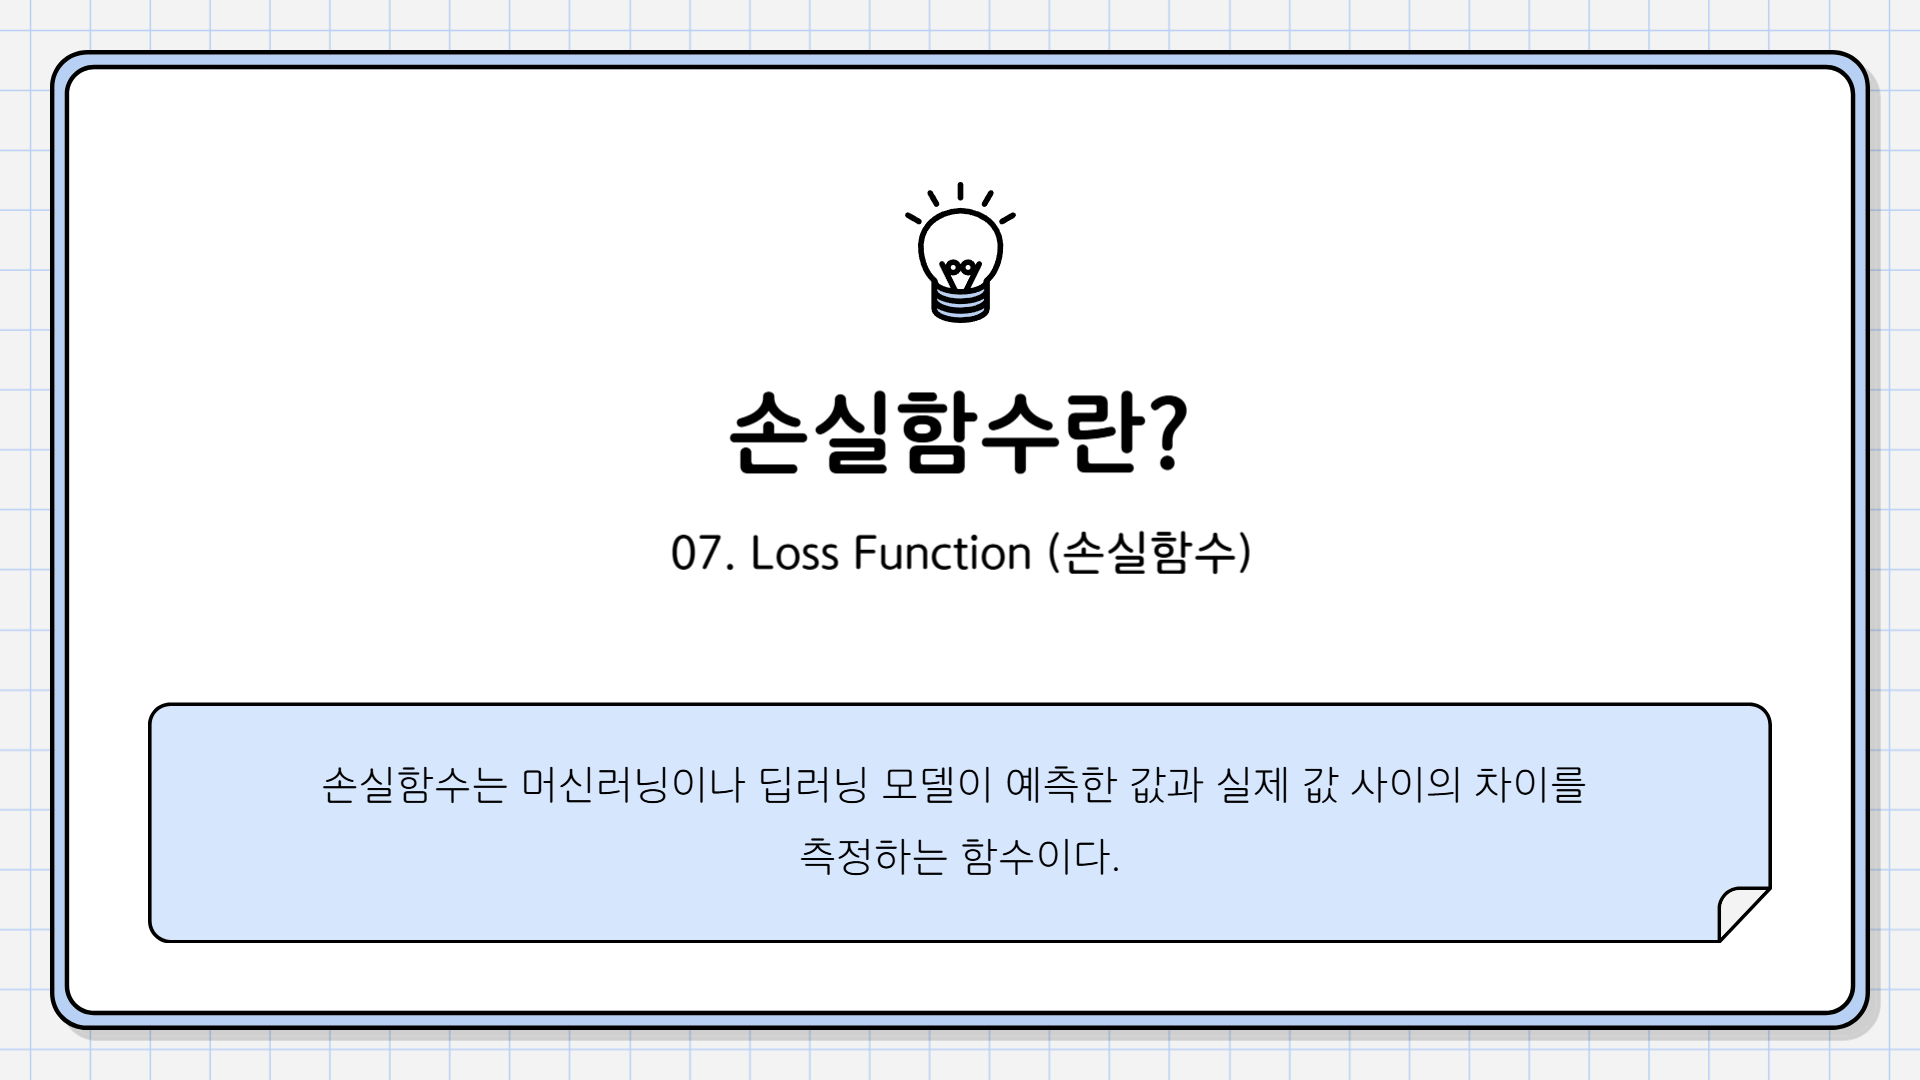 손실함수란?
07. Loss Function (손실함수)
손실함수는 머신러닝이나 딥러닝 모델이 예측한 값과 실제 값 사이의 차이를
측정하는 함수이다.